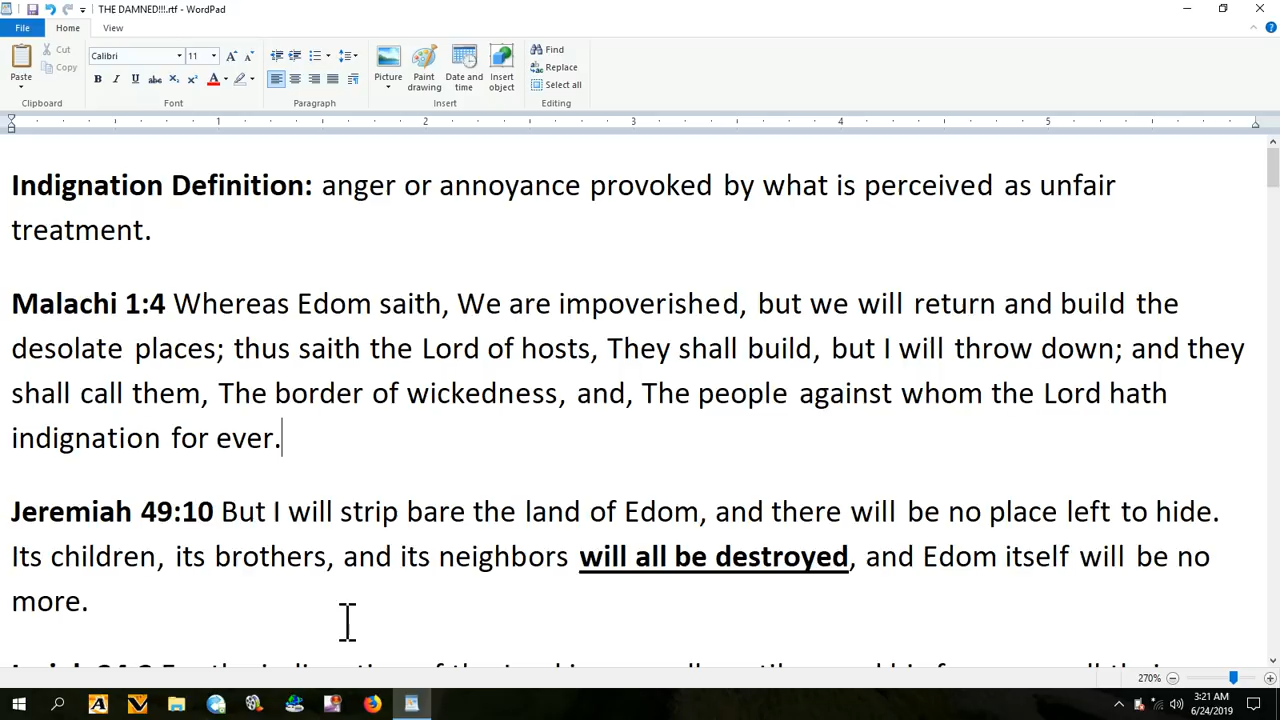 THE DAMNED!!!.rtf - WordPad
File Home View
Calibri 11
Cut
Copy
Paste
Picture
Paint drawing
Date and time
Insert object
Find
Replace
Select all
Clipboard Font Paragraph Insert Editing
1 2 3 4 5
Indignation Definition: anger or annoyance provoked by what is perceived as unfair
treatment.
Malachi 1:4 Whereas Edom saith, We are impoverished, but we will return and build the
desolate places; thus saith the Lord of hosts, They shall build, but I will throw down; and they
shall call them, The border of wickedness, and, The people against whom the Lord hath
indignation for ever.
Jeremiah 49:10 But I will strip bare the land of Edom, and there will be no place left to hide.
Its children, its brothers, and its neighbors will all be destroyed, and Edom itself will be no
more.
270%
3:21 AM
6/24/2019